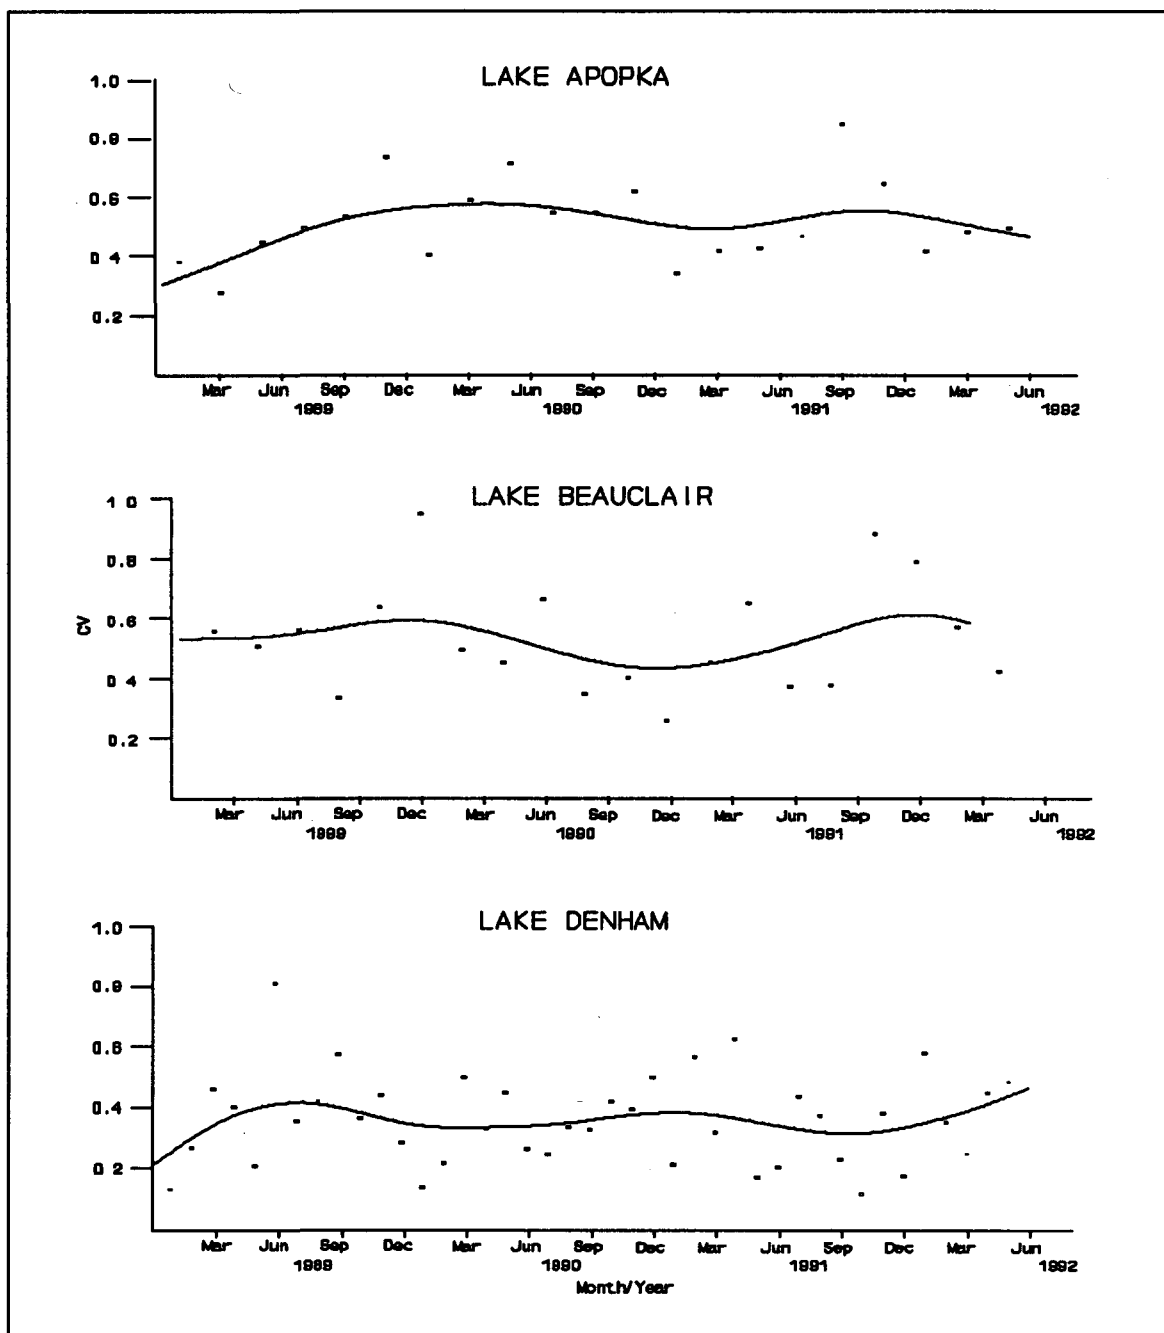 LAKE APOPKA
1.0
0.8
0.6
0 4
0.2
Mar Jun Sep Dec Mar Jun Sep Dec Mar Jun Sep Dec Mar Jun
1989 1990 1991 1992
LAKE BEAUCLAIR
1 0
0.8
0.6
CV
0 4
0.2
Mar Jun Sep Dec Mar Jun Sep Dec Mar Jun Sep Dec Mar Jun
1989 1990 1991 1992
LAKE DENHAM
1.0
0.8
0.6
0.4
0 2
Mar Jun Sep Dec Mar Jun Sep Dec Mar Jun Sep Dec Mar Jun
1989 1990 1991 1992
Month/Year